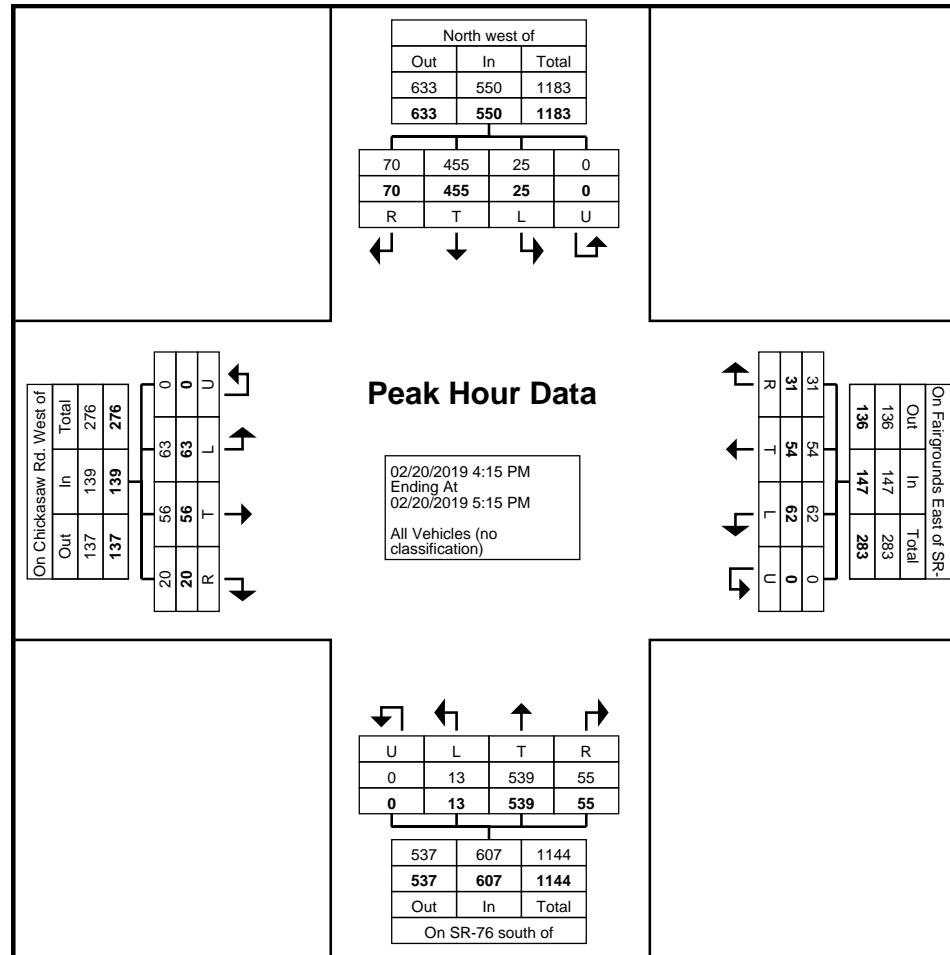 North west of
Out In Total
633 550 1183
633 550 1183
70 455 25 0
70 455 25 0
R T L U
Peak Hour Data
02/20/2019 4:15 PM
Ending At
02/20/2019 5:15 PM
All Vehicles (no
classification)
On Chickasaw Rd. West of
Out In Total
137 139 276
137 139 276
20 56 63 0
20 56 63 0
R T L U
On Fairgrounds East of SR-
Out In Total
136 147 283
136 147 283
31 54 62 0
31 54 62 0
R T L U
U L T R
0 13 539 55
0 13 539 55
537 607 1144
537 607 1144
Out In Total
On SR-76 south of